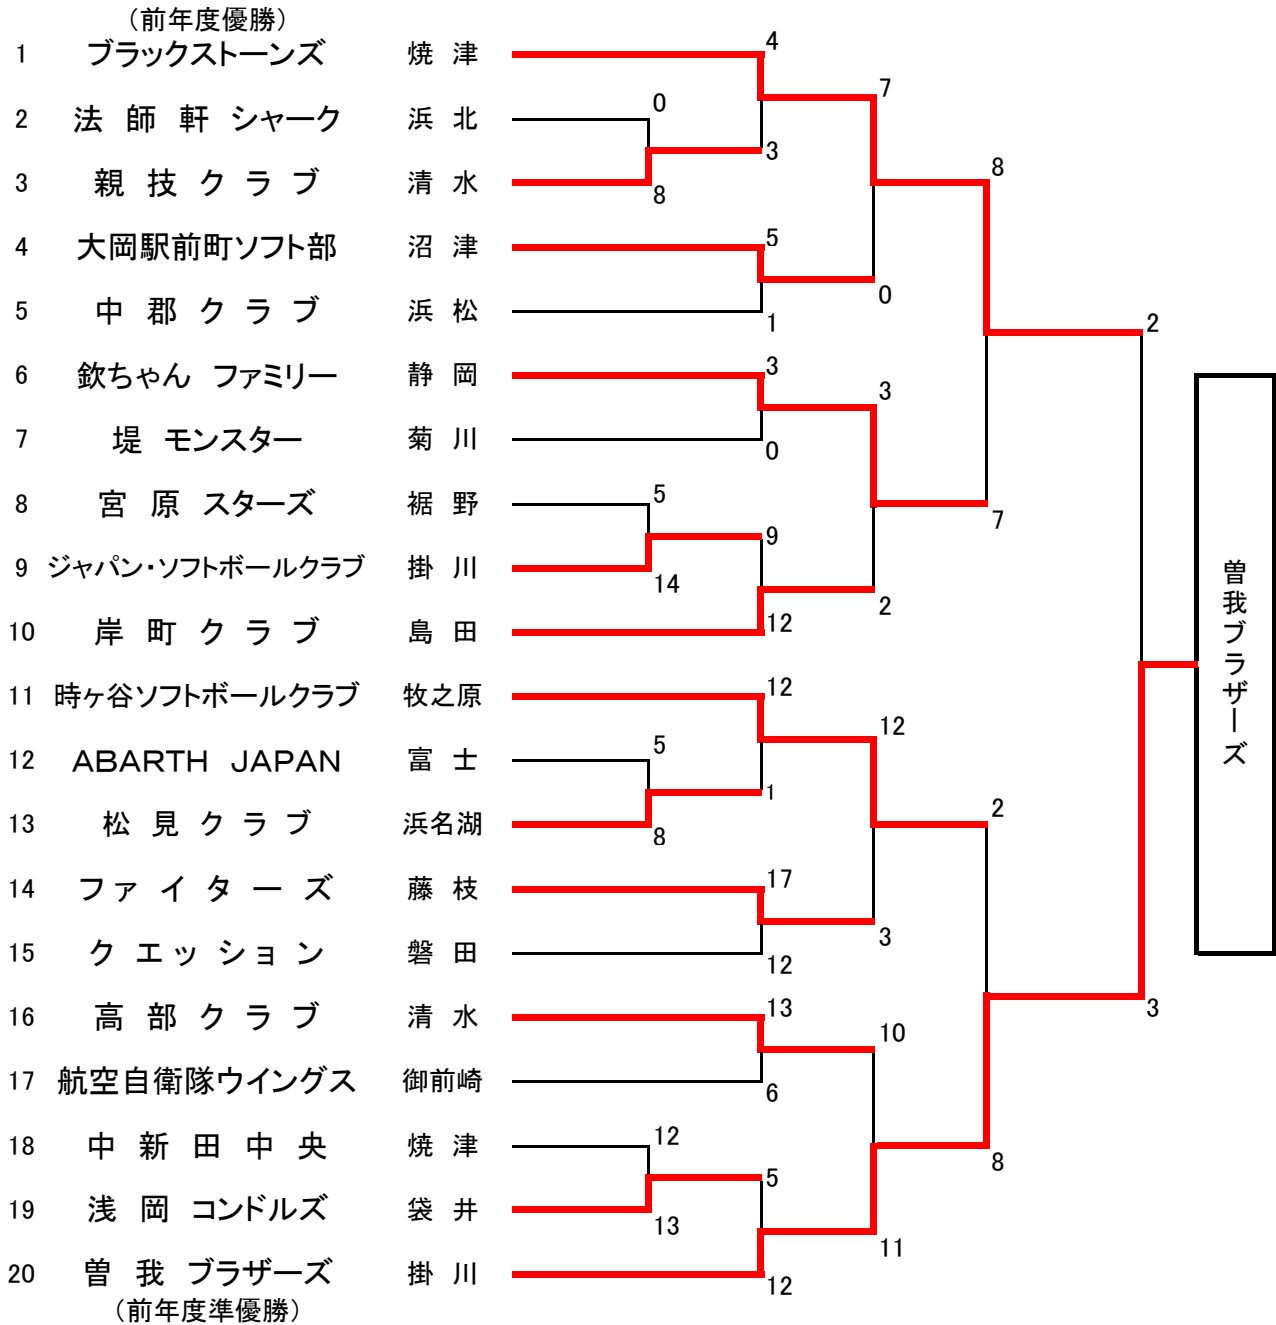 (前年度優勝)
1 ブラックストーンズ 焼 津
2 法 師 軒 シャーク 浜 北
3 親 技 ク ラ ブ 清 水
4 大岡駅前町ソフト部 沼 津
5 中 郡 ク ラ ブ 浜 松
6 欽ちゃん ファミリー 静 岡
7 堤 モンスター 菊 川
8 宮 原 スターズ 裾 野
9 ジャパン・ソフトボールクラブ 掛 川
10 岸 町 ク ラ ブ 島 田
11 時ヶ谷ソフトボールクラブ 牧之原
12 ABARTH JAPAN 富 士
13 松 見 ク ラ ブ 浜名湖
14 フ ァ イ タ ー ズ 藤 枝
15 ク エ ッ シ ョ ン 磐 田
16 高 部 ク ラ ブ 清 水
17 航空自衛隊ウイングス 御前崎
18 中 新 田 中 央 焼 津
19 浅 岡 コンドルズ 袋 井
20 曽 我 ブラザーズ 掛 川
(前年度準優勝)
0
8
5
14
5
8
12
13
4
3
5
1
3
0
9
12
12
1
17
12
13
6
5
12
7
0
3
2
12
3
10
11
8
7
2
8
2
3
曽我ブラザーズ